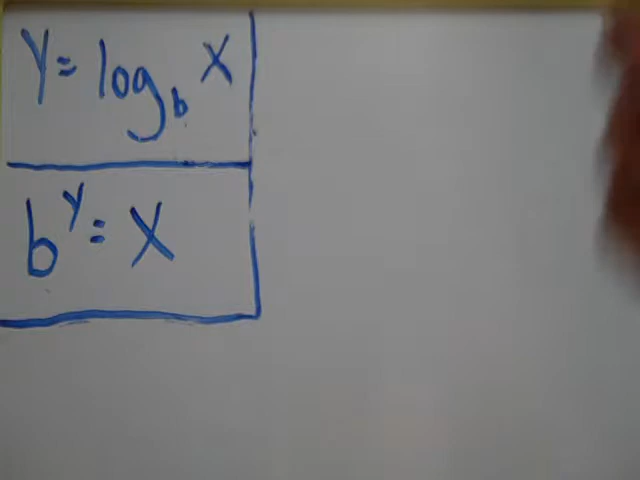 y = log_b x
b^y = x